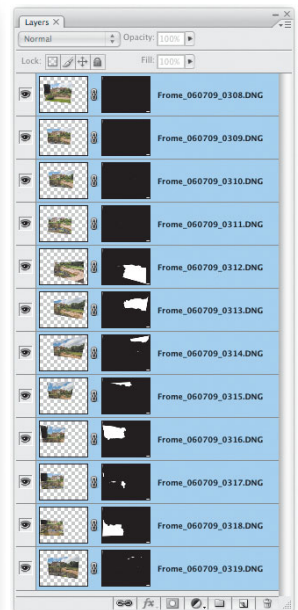 Layers ×
Normal Opacity: 100%
Lock: Fill: 100%
Frome_060709_0308.DNG
Frome_060709_0309.DNG
Frome_060709_0310.DNG
Frome_060709_0311.DNG
Frome_060709_0312.DNG
Frome_060709_0313.DNG
Frome_060709_0314.DNG
Frome_060709_0315.DNG
Frome_060709_0316.DNG
Frome_060709_0317.DNG
Frome_060709_0318.DNG
Frome_060709_0319.DNG
fx.